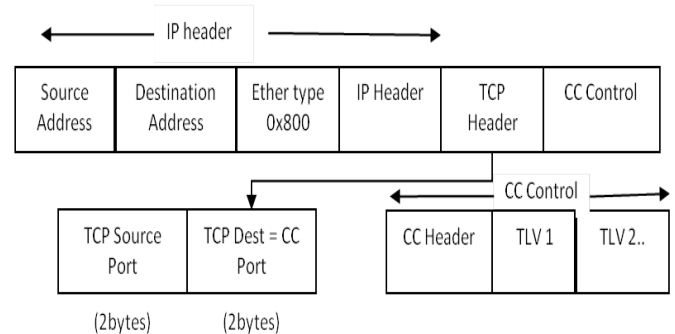 IP header
Source Address
Destination Address
Ether type 0x800
IP Header
TCP Header
CC Control
CC Control
TCP Source Port
TCP Dest = CC Port
CC Header
TLV 1
TLV 2..
(2bytes)
(2bytes)